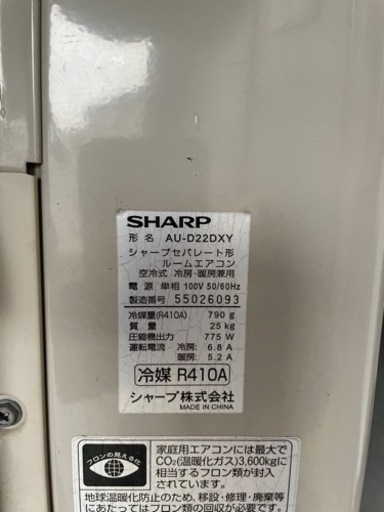 SHARP
形 名 AU-D22DXY
シャープセパレート形
ルームエアコン
空冷式 冷房・暖房兼用
電 源 単相 100V 50/60Hz
製造番号 55026093
冷媒量(R410A) 790 g
質 量 25 kg
圧縮機出力 775 W
運転電流 冷房: 6.8 A
暖房: 5.2 A
冷媒 R410A
シャープ株式会社
MADE IN CHINA
フロンの見える化
家庭用エアコンには最大で
CO₂(温暖化ガス)3,600kgに
相当するフロン類が封入
されています。
地球温暖化防止のため、移設・修理・廃棄等
にあたってはフロン類の回収が必要です。